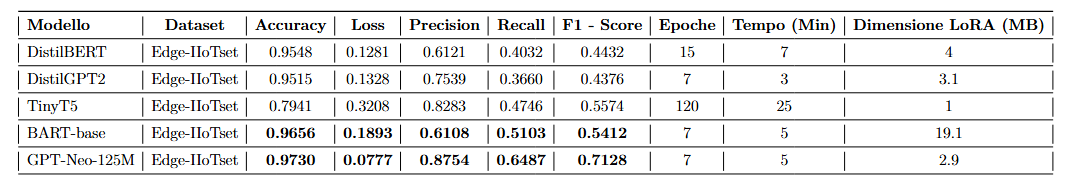 Modello Dataset Accuracy Loss Precision Recall F1 - Score Epoche Tempo (Min) Dimensione LoRA (MB)
DistilBERT Edge-IIoTset 0.9548 0.1281 0.6121 0.4032 0.4432 15 7 4
DistilGPT2 Edge-IIoTset 0.9515 0.1328 0.7539 0.3660 0.4376 7 3 3.1
TinyT5 Edge-IIoTset 0.7941 0.3208 0.8283 0.4746 0.5574 120 25 1
BART-base Edge-IIoTset 0.9656 0.1893 0.6108 0.5103 0.5412 7 5 19.1
GPT-Neo-125M Edge-IIoTset 0.9730 0.0777 0.8754 0.6487 0.7128 7 5 2.9